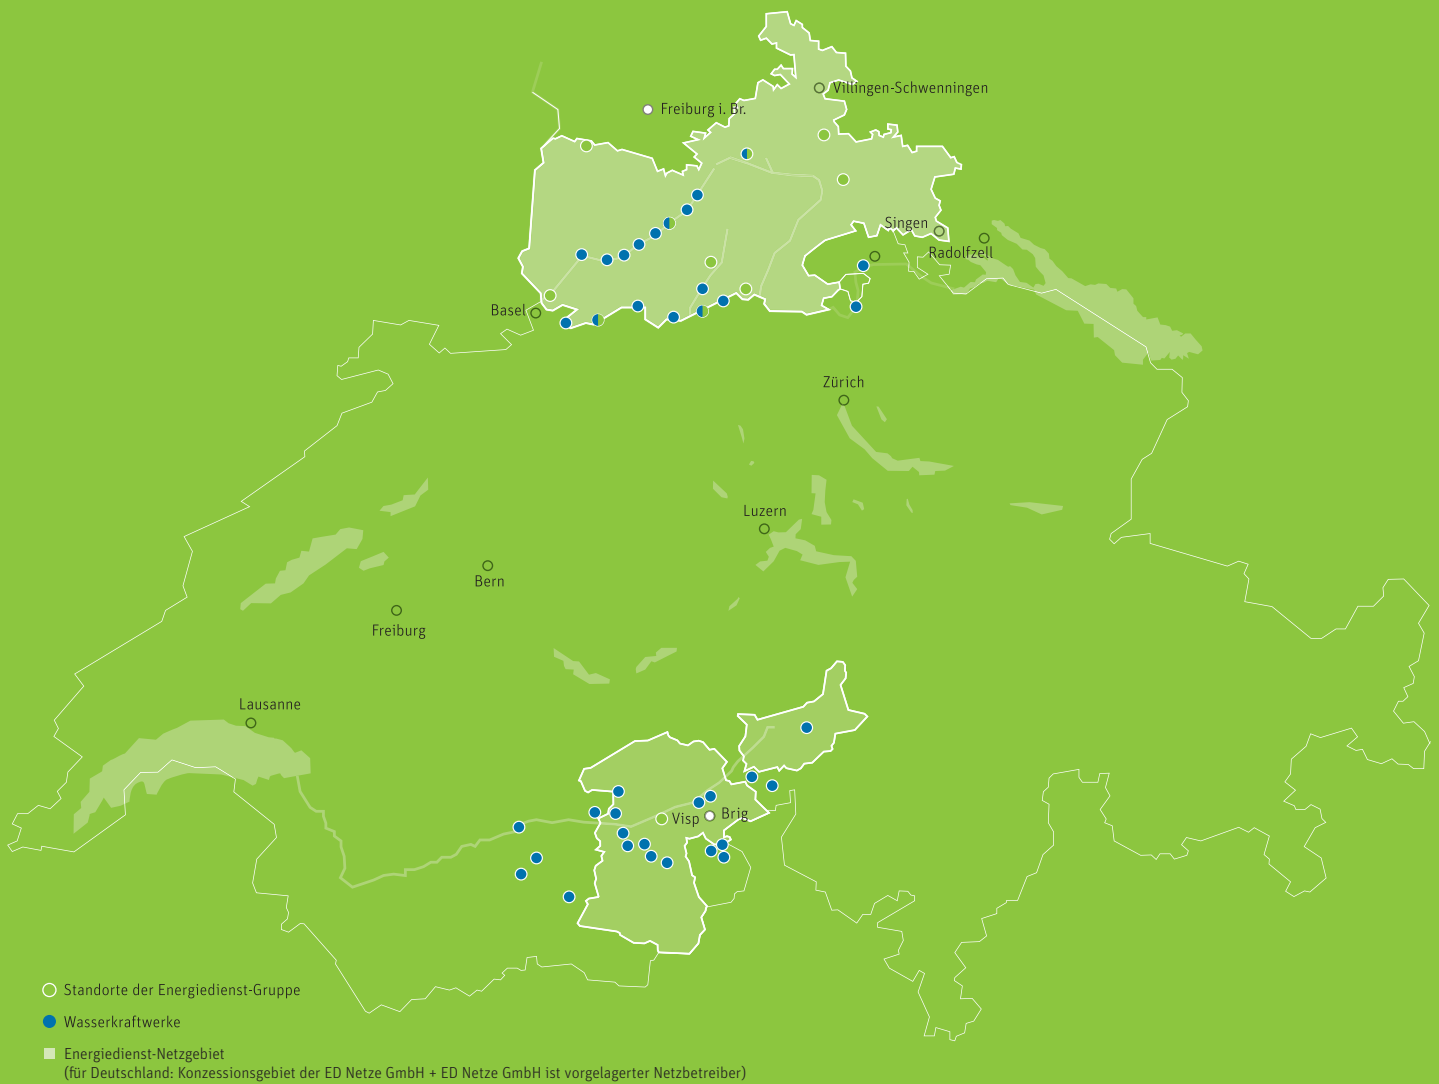 Villingen-Schwenningen
Freiburg i. Br.
Singen
Radolfzell
Basel
Zürich
Luzern
Bern
Freiburg
Lausanne
Visp
Brig
Standorte der Energiedienst-Gruppe
Wasserkraftwerke
Energiedienst-Netzgebiet
(für Deutschland: Konzessionsgebiet der ED Netze GmbH + ED Netze GmbH ist vorgelagerter Netzbetreiber)